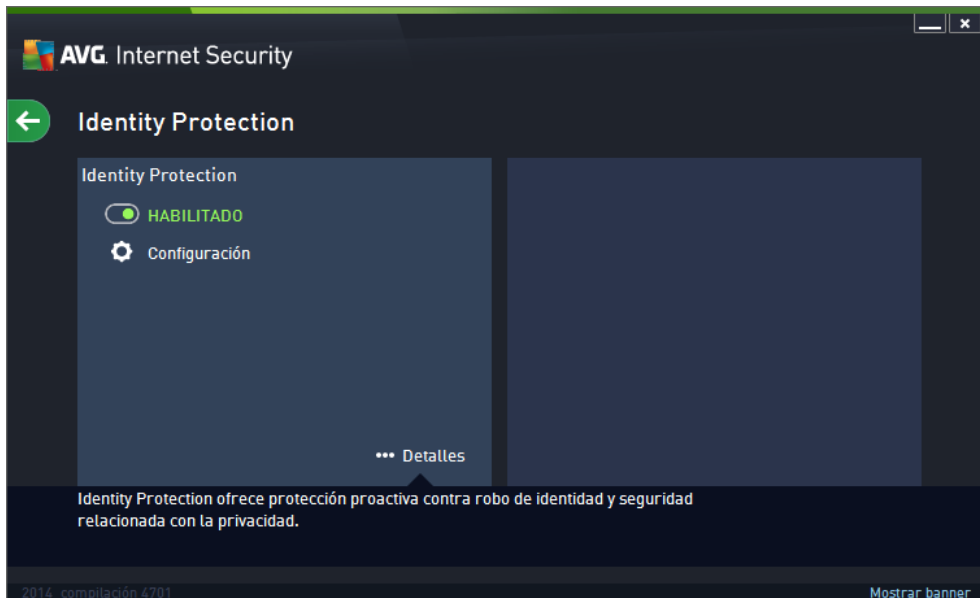 AVG. Internet Security
Identity Protection
Identity Protection
HABILITADO
Configuración
Detalles
Identity Protection ofrece protección proactiva contra robo de identidad y seguridad
relacionada con la privacidad.
2014 compilación 4701
Mostrar banner